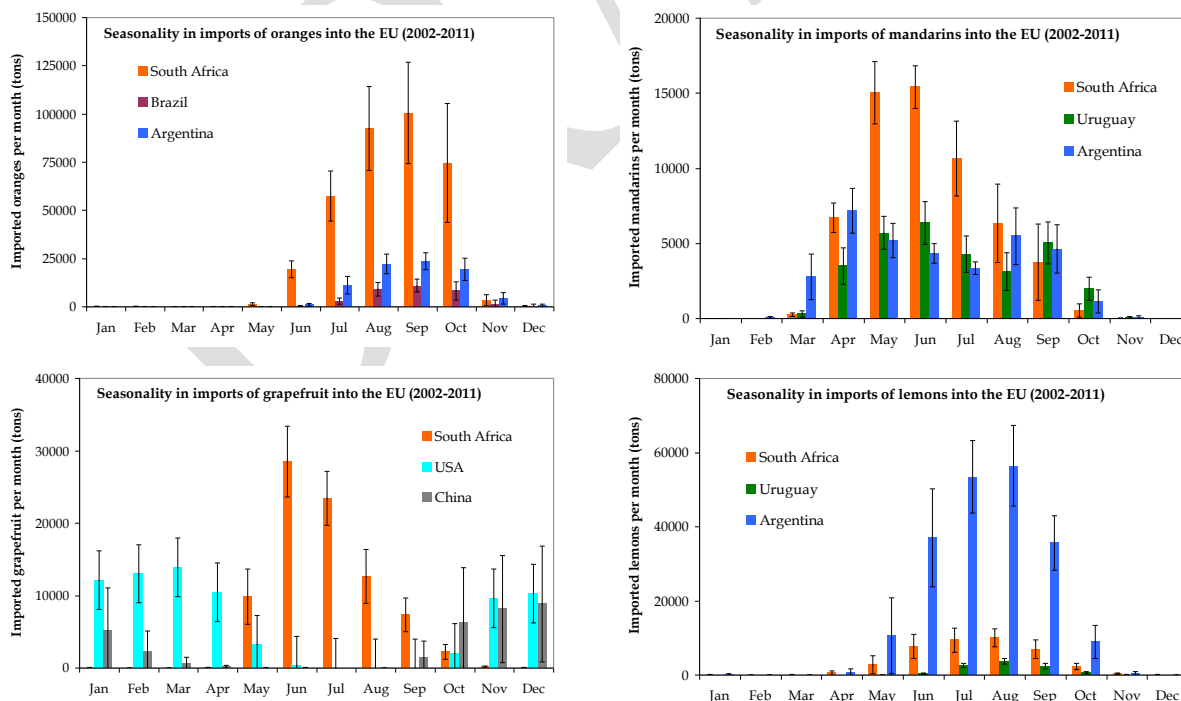 Seasonality in imports of oranges into the EU (2002-2011)
Imported oranges per month (tons)
150000
125000
100000
75000
50000
25000
0
South Africa
Brazil
Argentina
Jan Feb Mar Apr May Jun Jul Aug Sep Oct Nov Dec
Seasonality in imports of mandarins into the EU (2002-2011)
Imported mandarins per month (tons)
20000
15000
10000
5000
0
South Africa
Uruguay
Argentina
Jan Feb Mar Apr May Jun Jul Aug Sep Oct Nov Dec
Seasonality in imports of grapefruit into the EU (2002-2011)
Imported grapefruit per month (tons)
40000
30000
20000
10000
0
South Africa
USA
China
Jan Feb Mar Apr May Jun Jul Aug Sep Oct Nov Dec
Seasonality in imports of lemons into the EU (2002-2011)
Imported lemons per month (tons)
80000
60000
40000
20000
0
South Africa
Uruguay
Argentina
Jan Feb Mar Apr May Jun Jul Aug Sep Oct Nov Dec